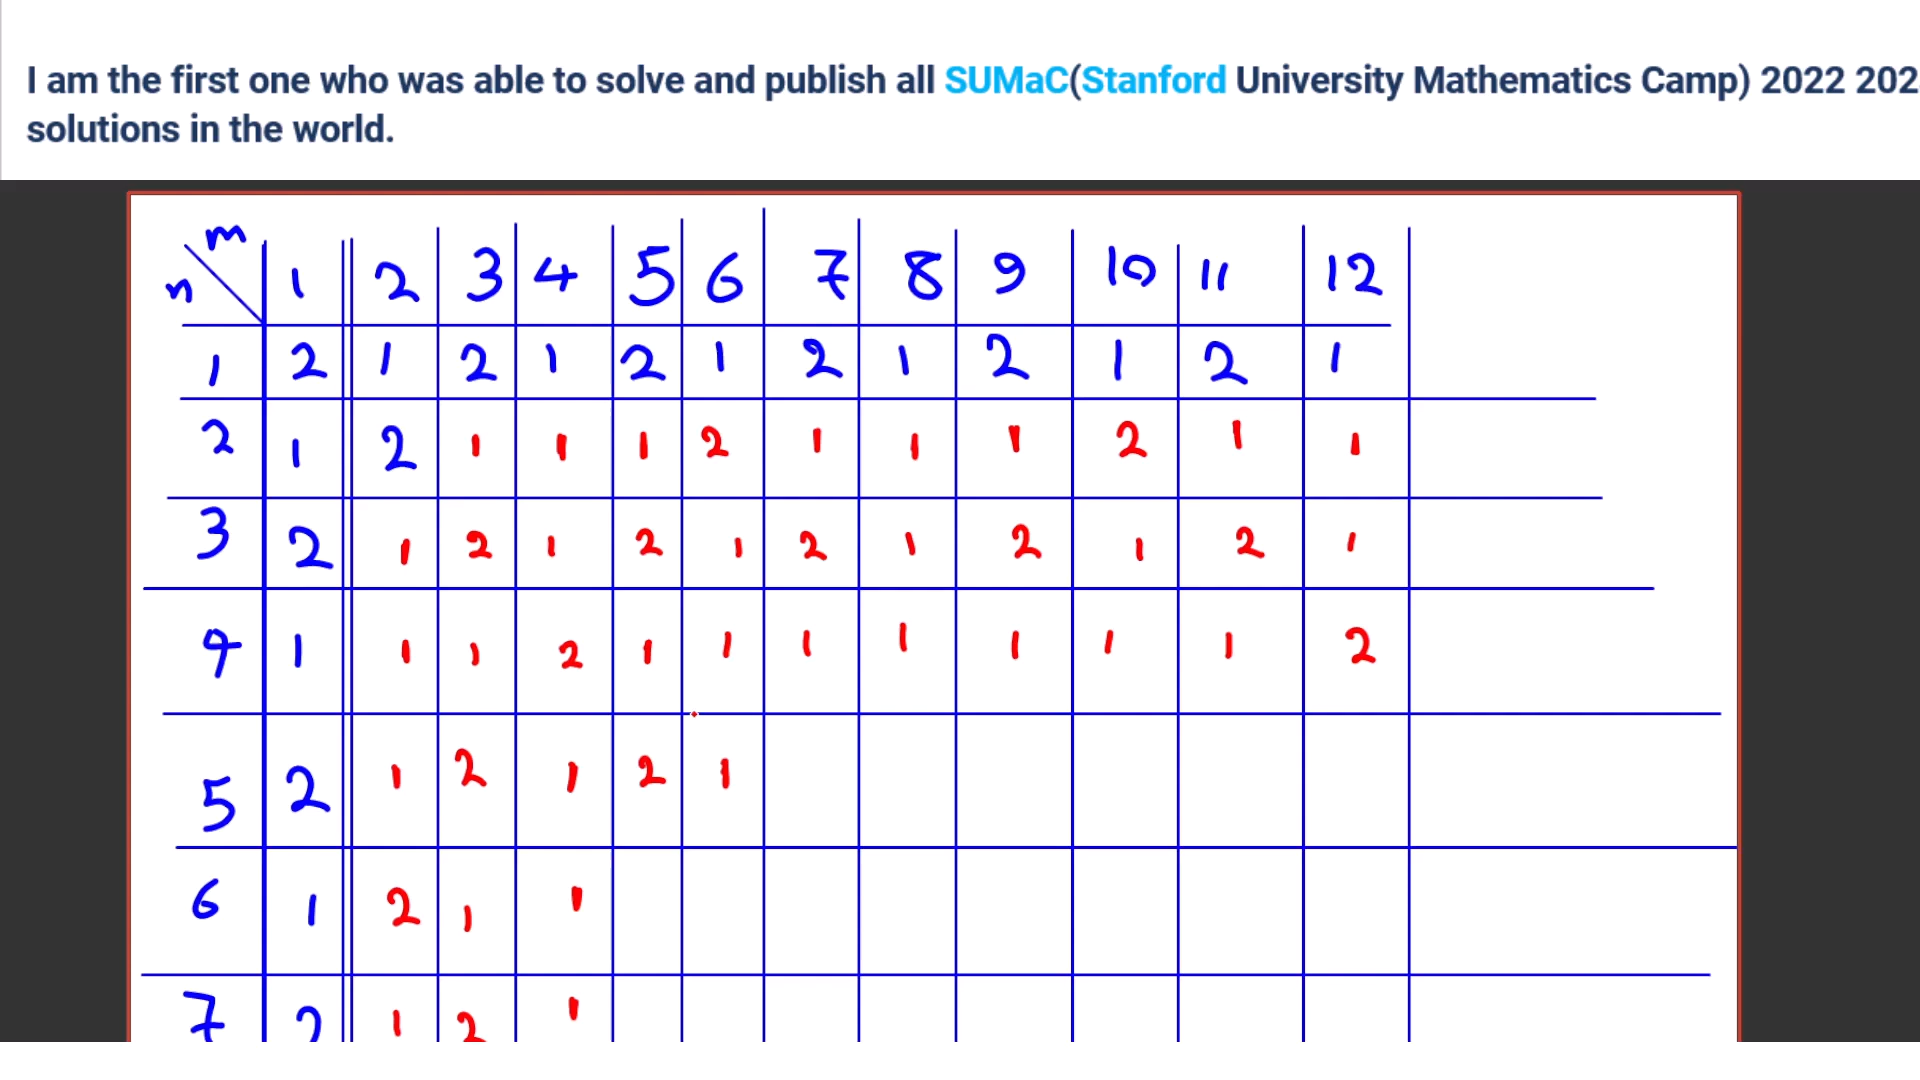 I am the first one who was able to solve and publish all SUMaC(Stanford University Mathematics Camp) 2022 202
solutions in the world.
m
n 1 2 3 4 5 6 7 8 9 10 11 12
1 2 1 2 1 2 1 2 1 2 1 2 1
2 1 2 1 1 1 2 1 1 1 2 1 1
3 2 1 2 1 2 1 2 1 2 1 2 1
4 1 1 1 2 1 1 1 1 1 1 1 2
5 2 1 2 1 2 1
6 1 2 1 1
7 2 1 2 1